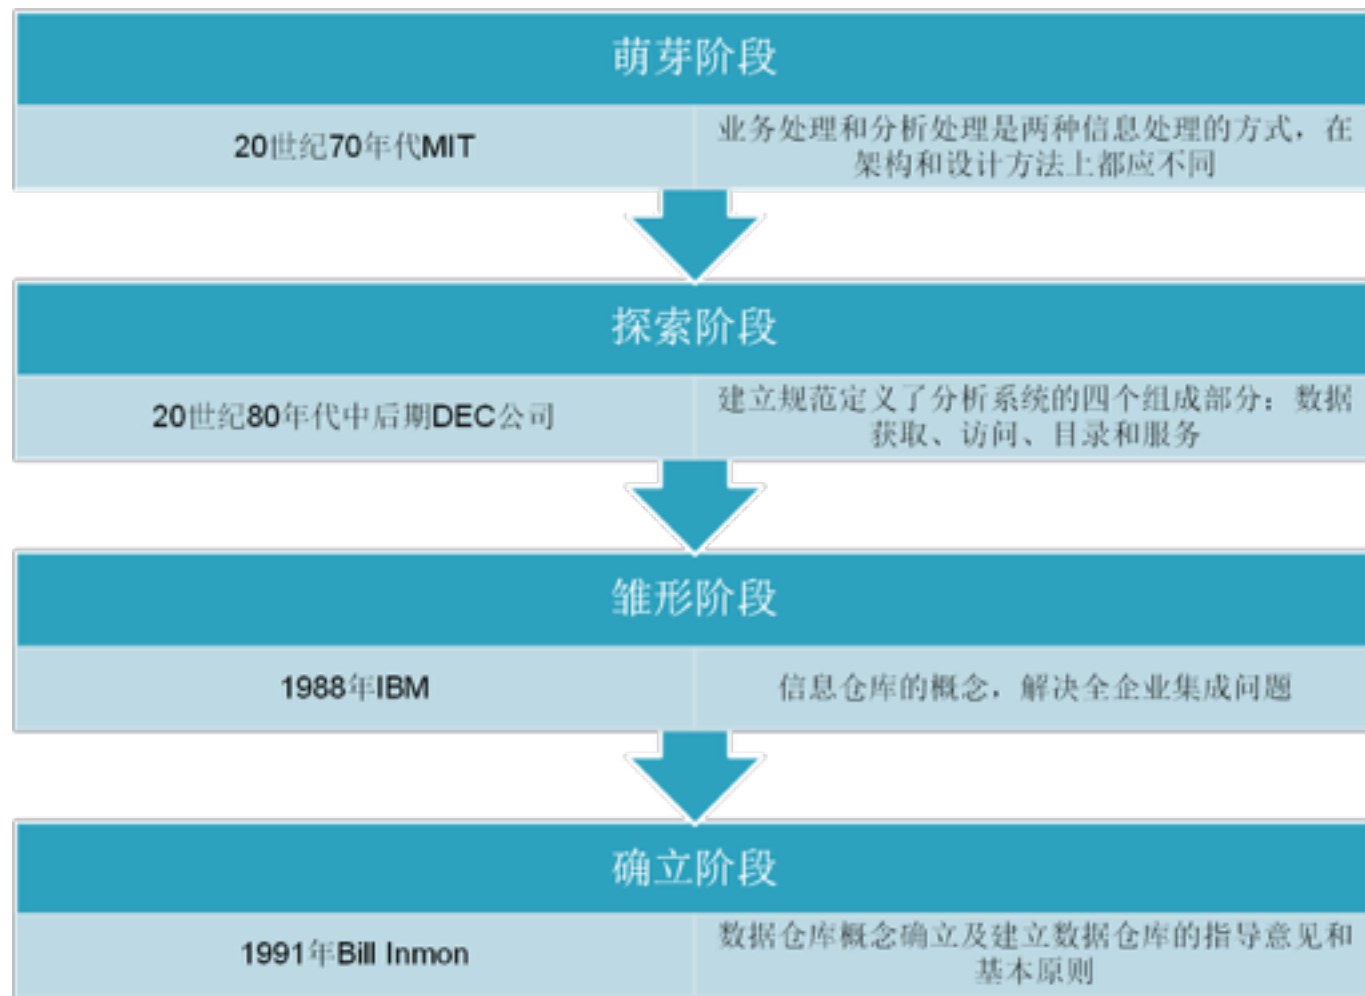 萌芽阶段
20世纪70年代MIT
业务处理和分析处理是两种信息处理的方式，在
架构和设计方法上都应不同
探索阶段
20世纪80年代中后期DEC公司
建立规范定义了分析系统的四个组成部分：数据
获取、访问、目录和服务
雏形阶段
1988年IBM
信息仓库的概念，解决全企业集成问题
确立阶段
1991年Bill Inmon
数据仓库概念确立及建立数据仓库的指导意见和
基本原则